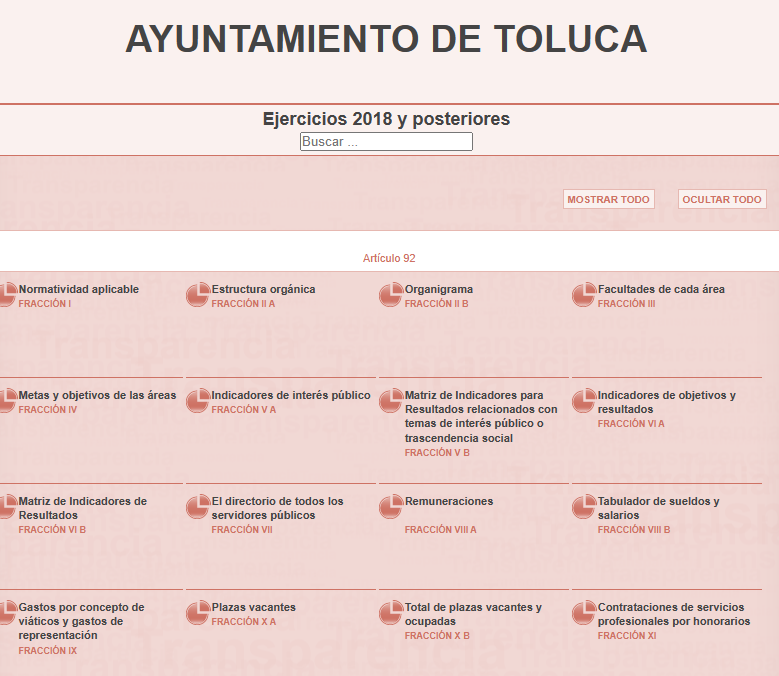 AYUNTAMIENTO DE TOLUCA
Ejercicios 2018 y posteriores
Buscar ...
MOSTRAR TODO
OCULTAR TODO
Artículo 92
Normatividad aplicable
FRACCIÓN I
Estructura orgánica
FRACCIÓN II A
Organigrama
FRACCIÓN II B
Facultades de cada área
FRACCIÓN III
Metas y objetivos de las áreas
FRACCIÓN IV
Indicadores de interés público
FRACCIÓN V A
Matriz de Indicadores para
Resultados relacionados con
temas de interés público o
trascendencia social
FRACCIÓN V B
Indicadores de objetivos y
resultados
FRACCIÓN VI A
Matriz de Indicadores de
Resultados
FRACCIÓN VI B
El directorio de todos los
servidores públicos
FRACCIÓN VII
Remuneraciones
FRACCIÓN VIII A
Tabulador de sueldos y
salarios
FRACCIÓN VIII B
Gastos por concepto de
viáticos y gastos de
representación
FRACCIÓN IX
Plazas vacantes
FRACCIÓN X A
Total de plazas vacantes y
ocupadas
FRACCIÓN X B
Contrataciones de servicios
profesionales por honorarios
FRACCIÓN XI